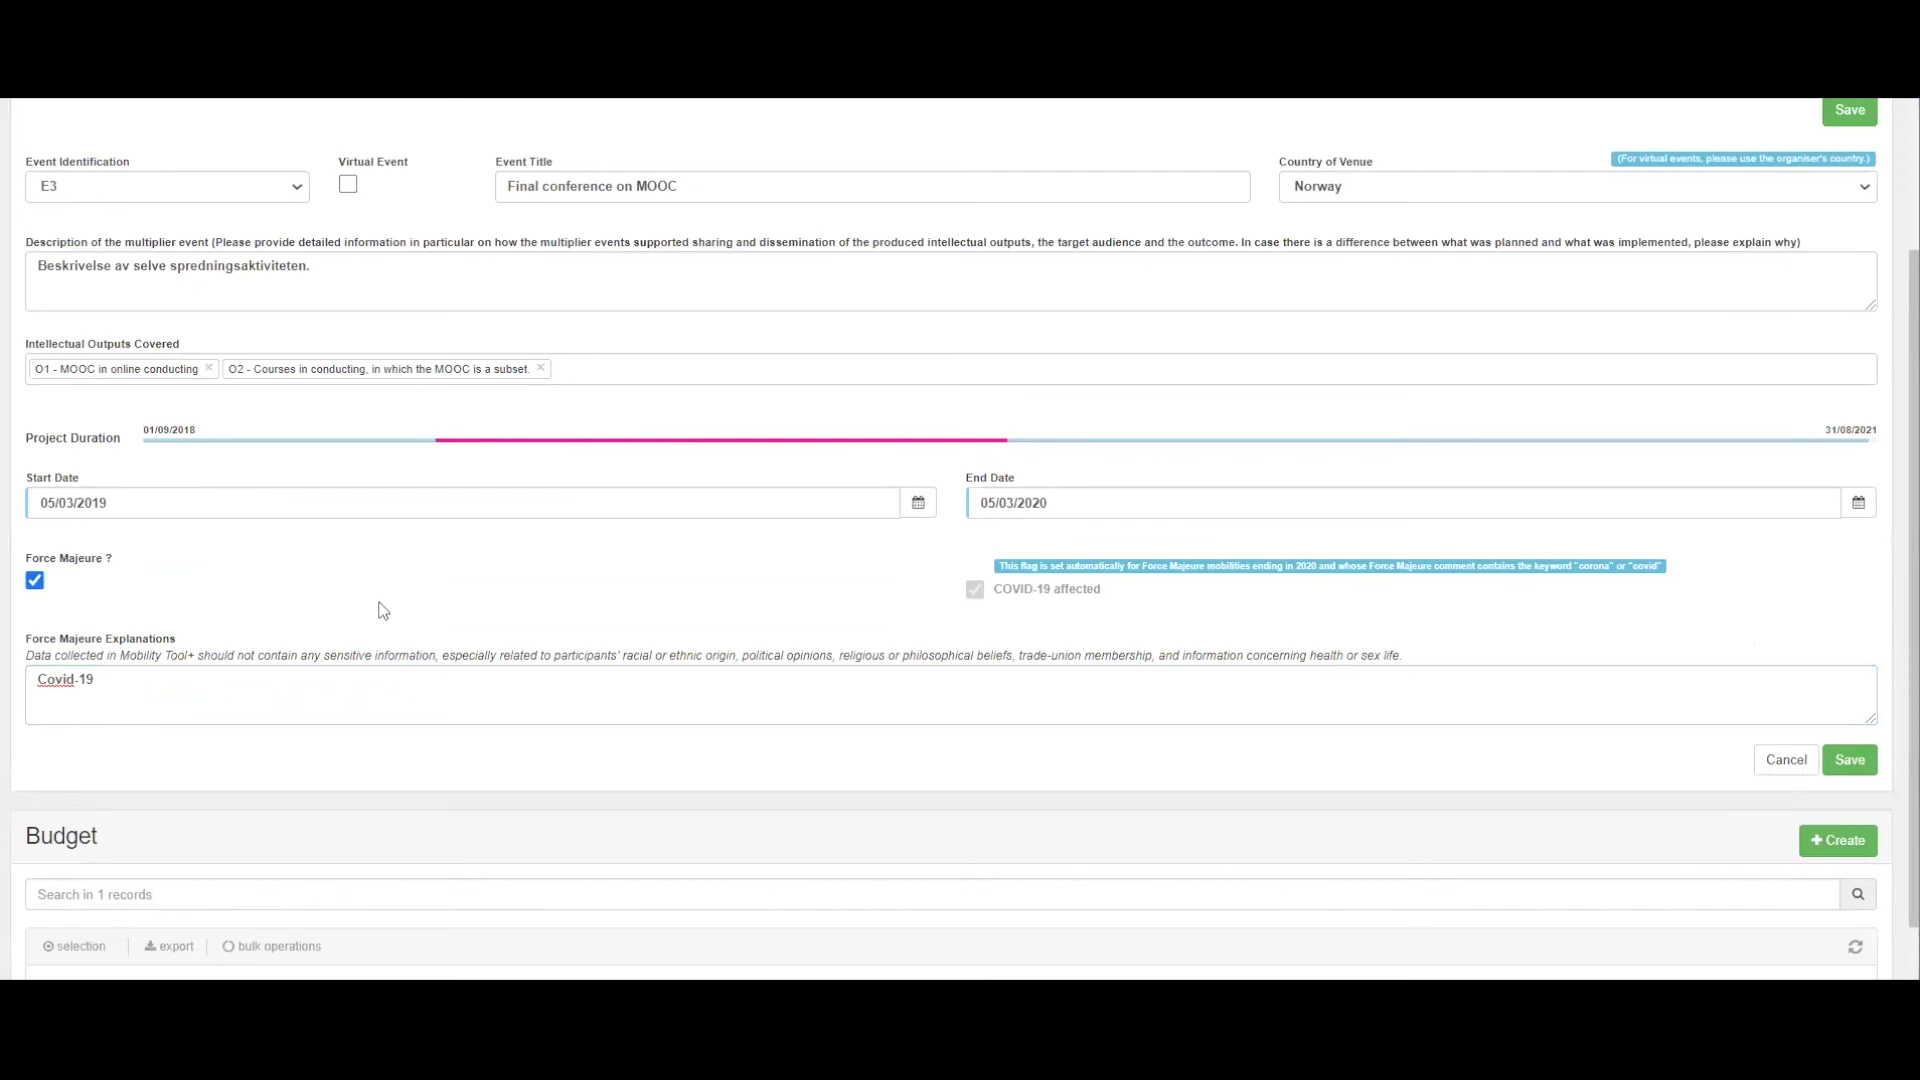 Save
Event Identification
Virtual Event
Event Title
Country of Venue
(For virtual events, please use the organiser's country.)
E3
Final conference on MOOC
Norway
Description of the multiplier event (Please provide detailed information in particular on how the multiplier events supported sharing and dissemination of the produced intellectual outputs, the target audience and the outcome. In case there is a difference between what was planned and what was implemented, please explain why)
Beskrivelse av selve spredningsaktiviteten.
Intellectual Outputs Covered
O1 - MOOC in online conducting × O2 - Courses in conducting, in which the MOOC is a subset. ×
Project Duration
01/09/2018
31/08/2021
Start Date
End Date
05/03/2019
05/03/2020
Force Majeure ?
This flag is set automatically for Force Majeure mobilities ending in 2020 and whose Force Majeure comment contains the keyword "corona" or "covid"
COVID-19 affected
Force Majeure Explanations
Data collected in Mobility Tool+ should not contain any sensitive information, especially related to participants' racial or ethnic origin, political opinions, religious or philosophical beliefs, trade-union membership, and information concerning health or sex life.
Covid-19
Cancel
Save
Budget
+ Create
Search in 1 records
selection
export
bulk operations